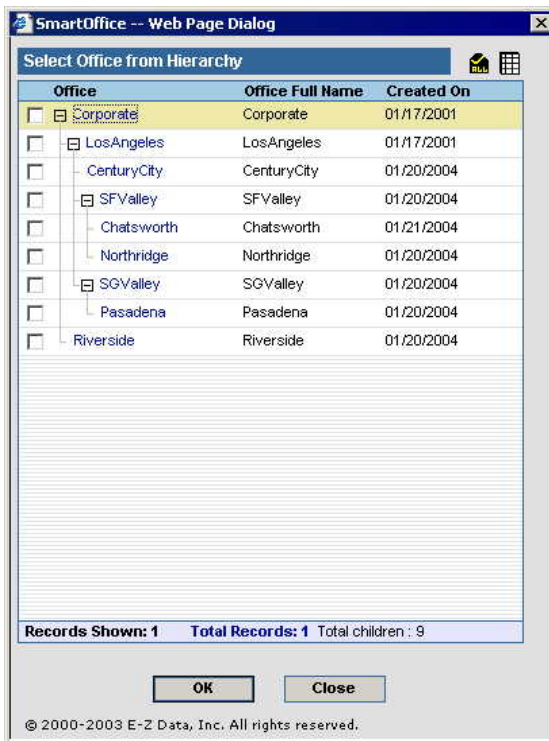 SmartOffice -- Web Page Dialog
Select Office from Hierarchy ALL
Office Office Full Name Created On
Corporate Corporate 01/17/2001
LosAngeles LosAngeles 01/17/2001
CenturyCity CenturyCity 01/20/2004
SFValley SFValley 01/20/2004
Chatsworth Chatsworth 01/21/2004
Northridge Northridge 01/20/2004
SGValley SGValley 01/20/2004
Pasadena Pasadena 01/20/2004
Riverside Riverside 01/20/2004
Records Shown: 1 Total Records: 1 Total children : 9
OK Close
© 2000-2003 E-Z Data, Inc. All rights reserved.